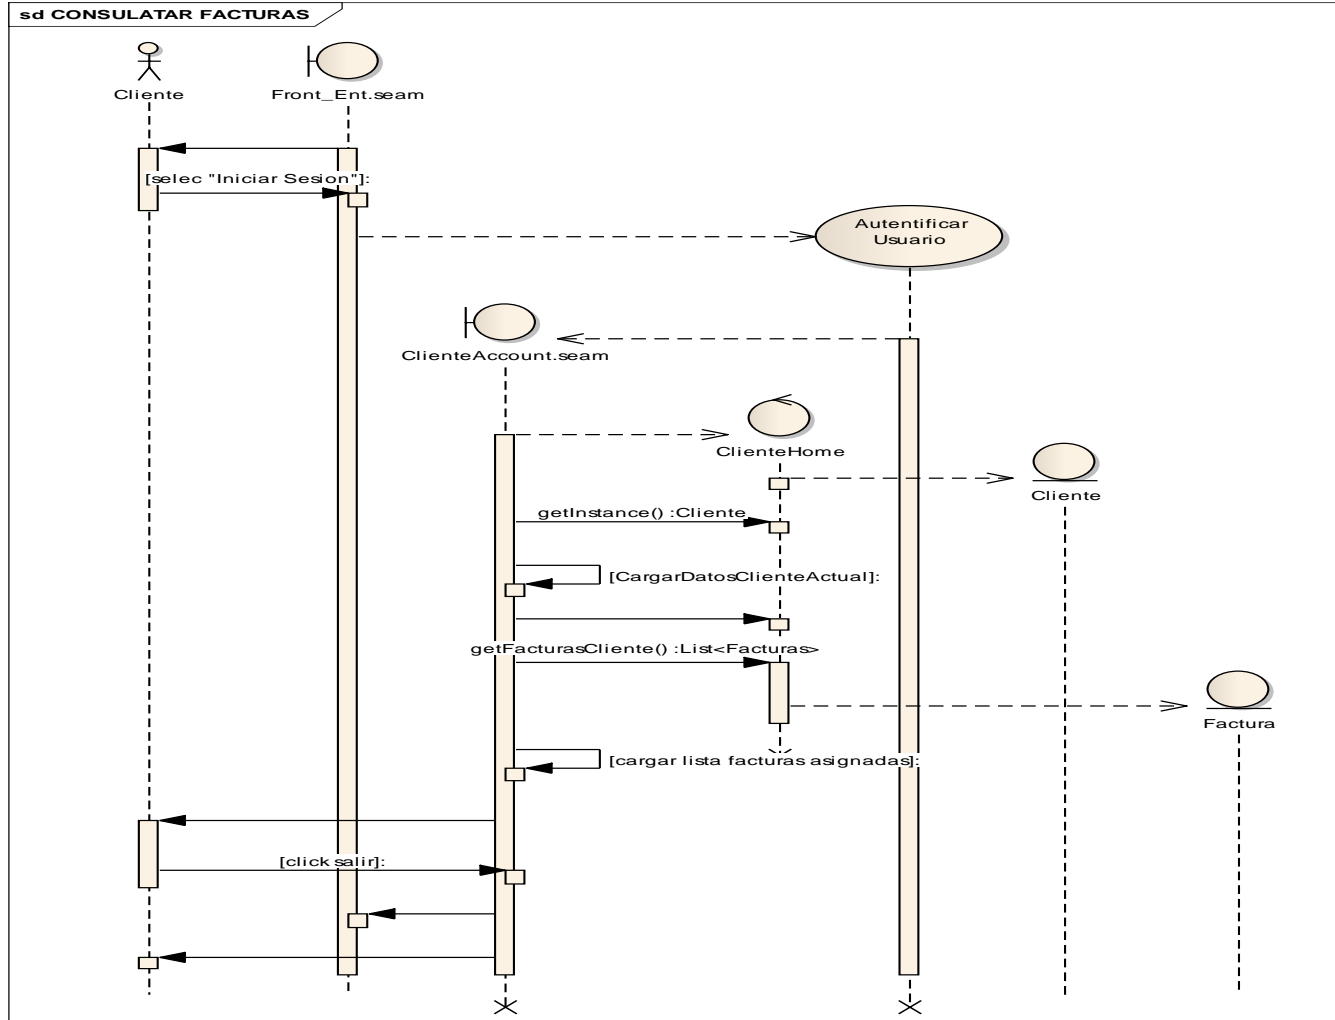 sd CONSULATAR FACTURAS
Cliente
Front_Ent.seam
[selec "Iniciar Sesion"]:
Autentificar
Usuario
ClienteAccount.seam
ClienteHome
Cliente
getInstance() :Cliente
[CargarDatosClienteActual]:
getFacturasCliente() :List<Facturas>
Factura
[cargar lista facturas asignadas]:
[click salir]: